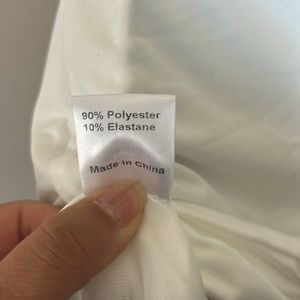 90% Polyester
10% Elastane
Made in China